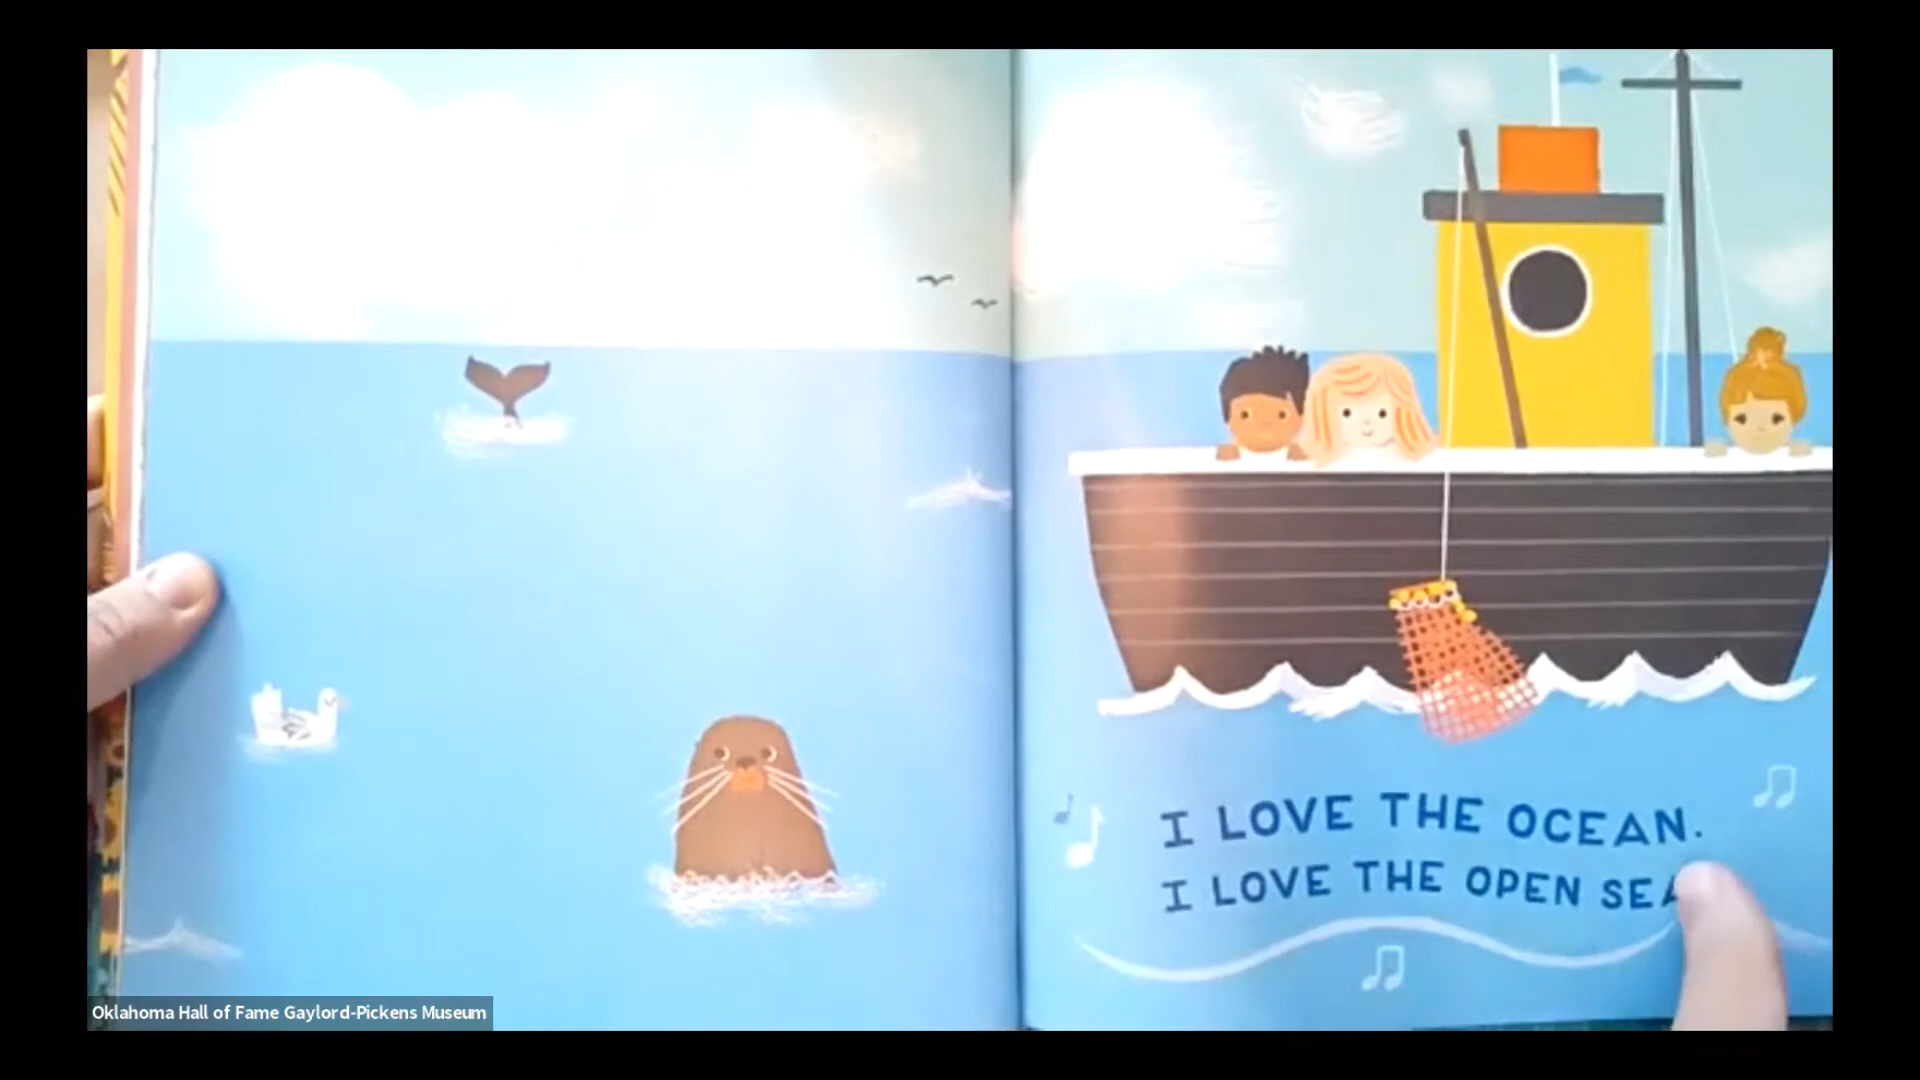 I LOVE THE OCEAN.
I LOVE THE OPEN SEA
Oklahoma Hall of Fame Gaylord-Pickens Museum